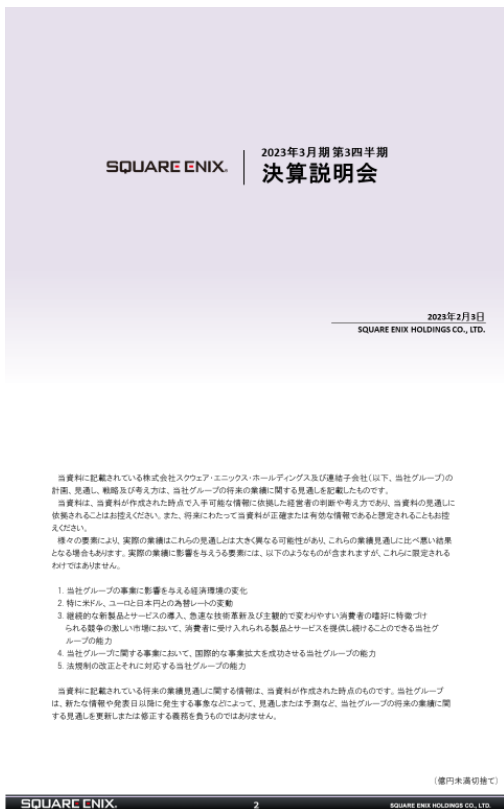 SQUARE ENIX.
2023年3月期 第3四半期
決算説明会
2023年2月3日
SQUARE ENIX HOLDINGS CO., LTD.
当資料に記載されている株式会社スクウェア・エニックス・ホールディングス及び連結子会社(以下、当社グループ)の
計画、見通し、戦略及び考え方は、当社グループの将来の業績に関する見通しを記載したものです。
当資料は、当資料が作成された時点で入手可能な情報に依拠した経営者の判断や考え方であり、当資料の見通しに
依拠されることはお控えください。また、将来にわたって当資料が正確または有効な情報であると想定されることもお控
えください。
様々の要素により、実際の業績はこれらの見通しとは大きく異なる可能性があり、これらの業績見通しに比べ悪い結果
となる場合もあります。実際の業績に影響を与えうる要素には、以下のようなものが含まれますが、これらに限定される
わけではありません。
1. 当社グループの事業に影響を与える経済環境の変化
2. 特に米ドル、ユーロと日本円との為替レートの変動
3. 継続的な新製品とサービスの導入、急速な技術革新及び主観的で変わりやすい消費者の嗜好に特徴づけ
られる競争の激しい市場において、消費者に受け入れられる製品とサービスを提供し続けることのできる当社グ
ループの能力
4. 当社グループに関する事業において、国際的な事業拡大を成功させる当社グループの能力
5. 法規制の改正とそれに対応する当社グループの能力
当資料に記載されている将来の業績見通しに関する情報は、当資料が作成された時点のものです。当社グループ
は、新たな情報や発表日以降に発生する事象などによって、見通しまたは予測など、当社グループの将来の業績に関
する見通しを更新しまたは修正する義務を負うものではありません。
(億円未満切捨て)
SQUARE ENIX. 2 SQUARE ENIX HOLDINGS CO., LTD.